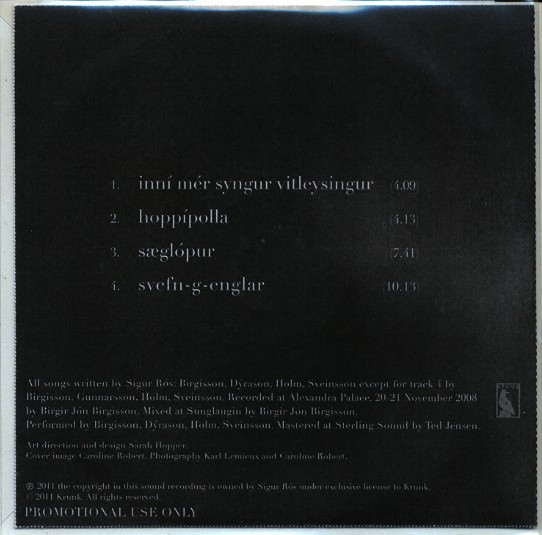 1. inní mér syngur vitleysingur (4.09)
2. hoppípolla (4.13)
3. sæglópur (7.41)
4. svefn-g-englar (10.13)
All songs written by Sigur Rós: Birgisson, Dýrason, Holm, Sveinsson except for track 4 by
Birgisson, Gunnarsson, Holm, Sveinsson. Recorded at Alexandra Palace, 20-21 November 2008
by Birgir Jón Birgisson. Mixed at Sundlaugin by Birgir Jon Birgisson.
Performed by Birgisson, Dýrason, Holm, Sveinsson. Mastered at Sterling Sound by Ted Jensen.
Art direction and design Sarah Hopper.
Cover image Caroline Robert. Photography Karl Lemieux and Caroline Robert.
℗ 2011 the copyright in this sound recording is owned by Sigur Rós under exclusive license to Krunk.
© 2011 Krunk. All rights reserved.
PROMOTIONAL USE ONLY